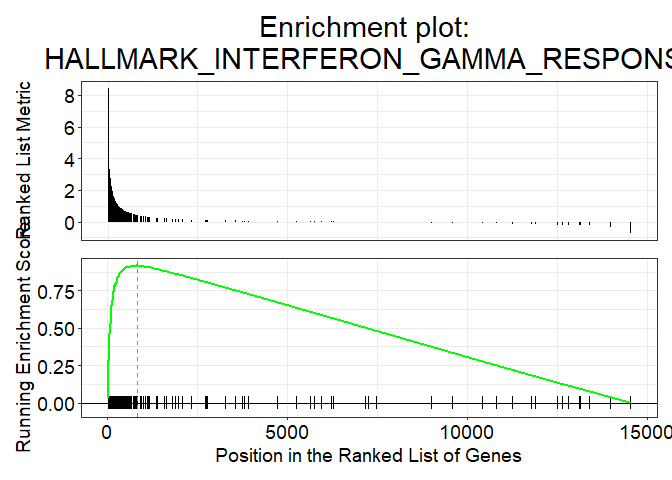 Enrichment plot:
HALLMARK_INTERFERON_GAMMA_RESPONS
Ranked List Metric
8
6
4
2
0
Running Enrichment Score
0.75
0.50
0.25
0.00
0 5000 10000 15000
Position in the Ranked List of Genes